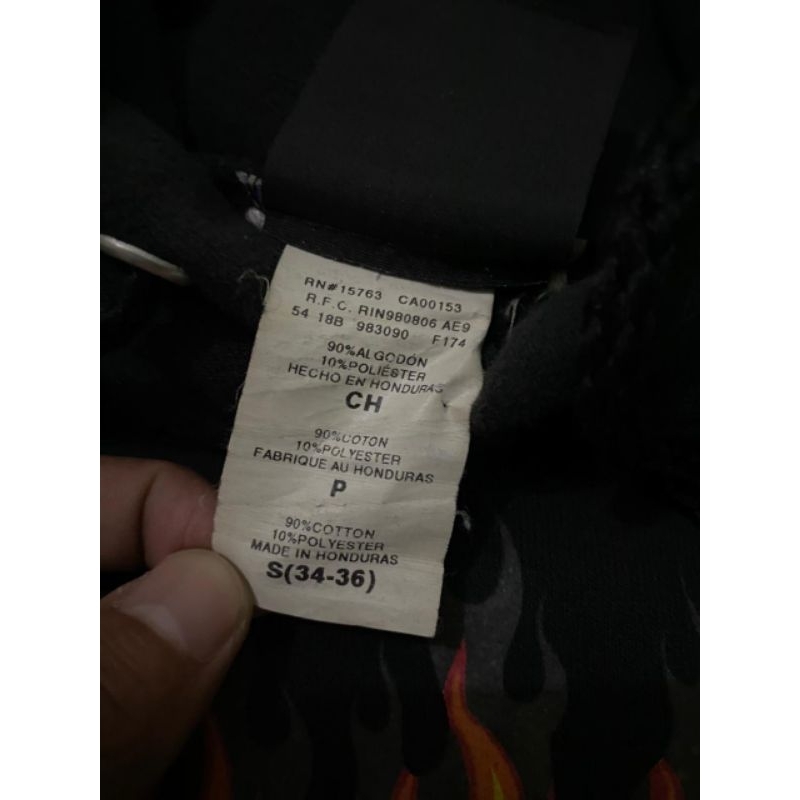 RN#15763 CA00153
R.F.C. RIN980806 AE9
54 18B 983090 F174
90%ALGODÓN
10%POLIÉSTER
HECHO EN HONDURAS
CH
90%COTON
10%POLYESTER
FABRIQUE AU HONDURAS
P
90%COTTON
10%POLYESTER
MADE IN HONDURAS
S(34-36)